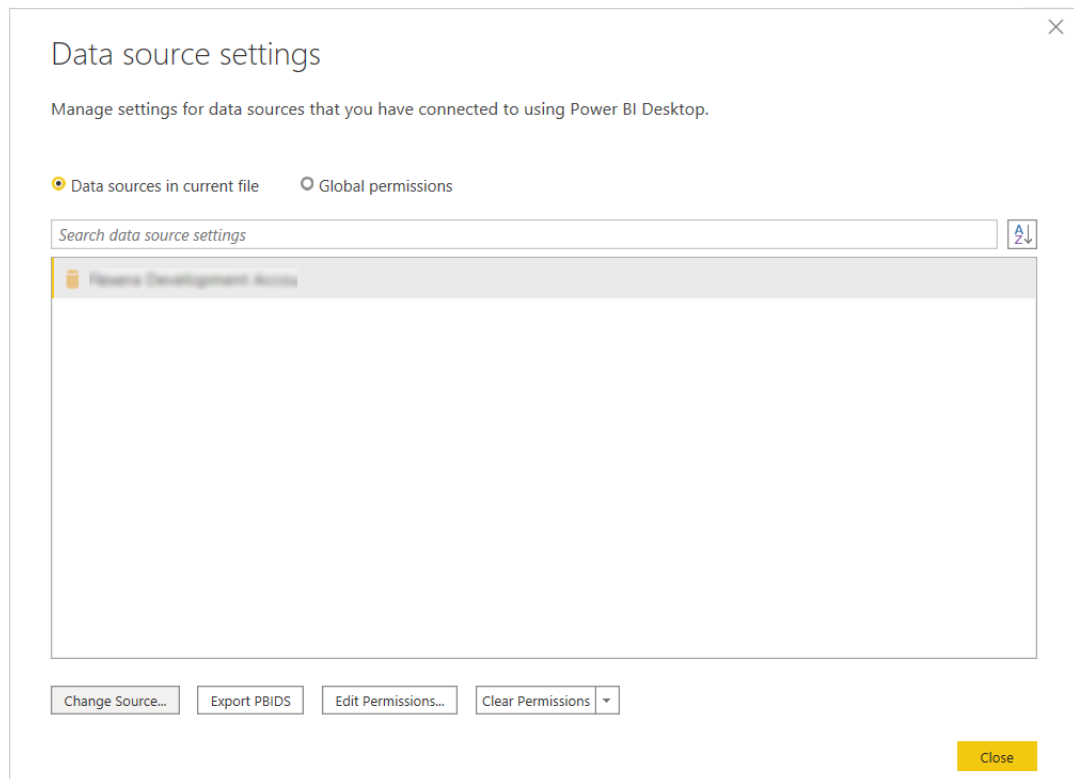 Data source settings
Manage settings for data sources that you have connected to using Power BI Desktop.
Data sources in current file Global permissions
Search data source settings
A
Z
Change Source... Export PBIDS Edit Permissions... Clear Permissions
Close